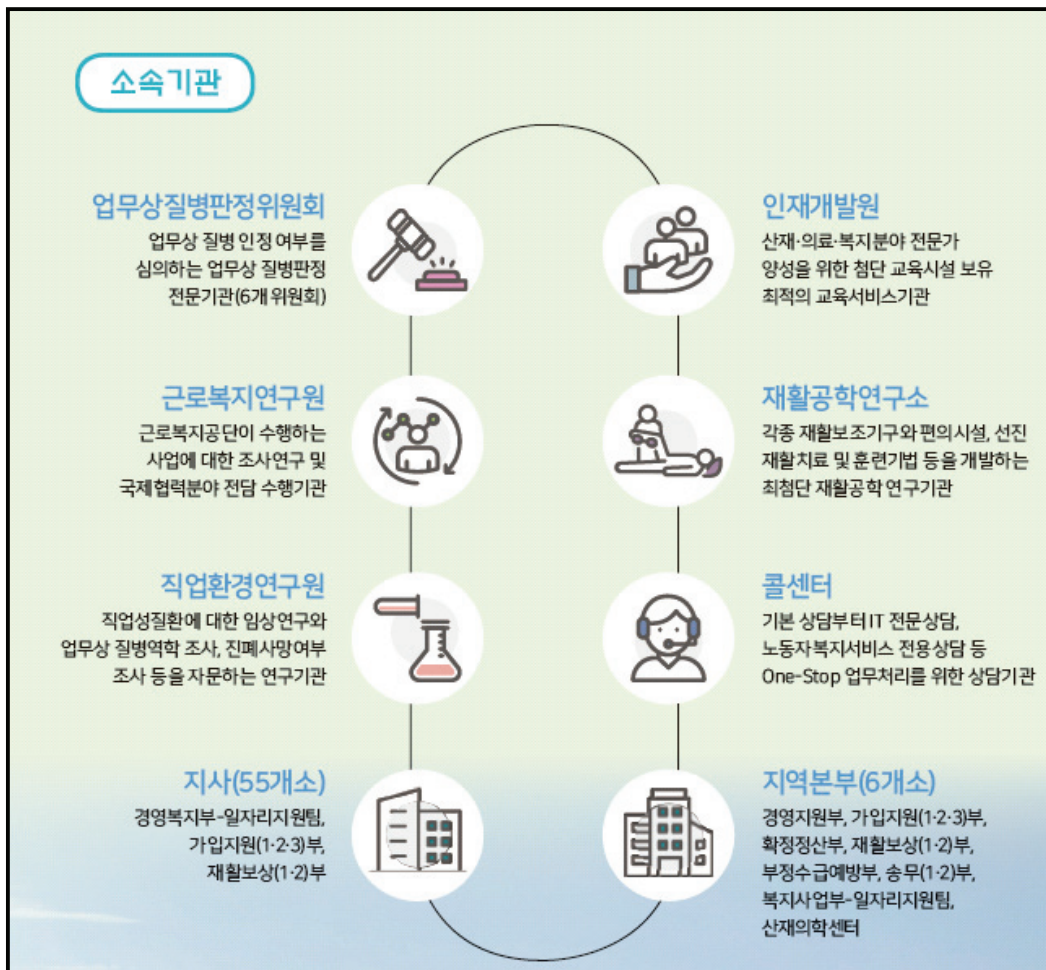 소속기관
업무상질병판정위원회
업무상 질병 인정 여부를
심의하는 업무상 질병판정
전문기관(6개 위원회)
인재개발원
산재·의료·복지분야 전문가
양성을 위한 첨단 교육시설 보유
최적의 교육서비스기관
근로복지연구원
근로복지공단이 수행하는
사업에 대한 조사연구 및
국제협력분야 전담 수행기관
재활공학연구소
각종 재활보조기구와 편의시설, 선진
재활치료 및 훈련기법 등을 개발하는
최첨단 재활공학 연구기관
직업환경연구원
직업성질환에 대한 임상연구와
업무상 질병역학 조사, 진폐사망여부
조사 등을 자문하는 연구기관
콜센터
기본 상담부터 IT 전문상담,
노동자복지서비스 전용상담 등
One-Stop 업무처리를 위한 상담기관
지사(55개소)
경영복지부-일자리지원팀,
가입지원(1·2·3)부,
재활보상(1·2)부
지역본부(6개소)
경영지원부, 가입지원(1·2·3)부,
확정정산부, 재활보상(1·2)부,
부정수급예방부, 송무(1·2)부,
복지사업부-일자리지원팀,
산재의학센터